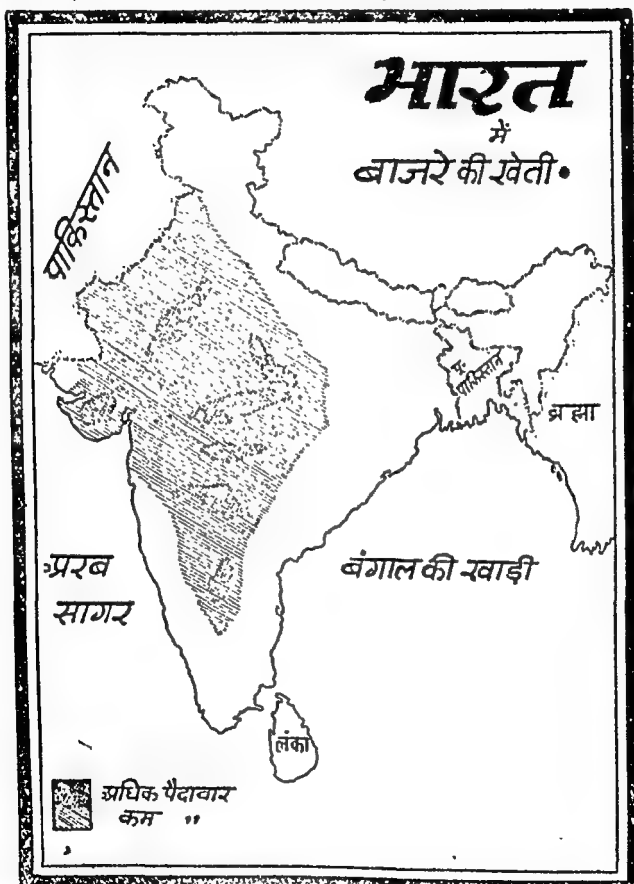 भारत
में
बाजरे की खेती •
पाकिस्तान
पू. पाकिस्तान
ब्रह्मा
अरब
सागर
बंगाल की खाड़ी
लंका
अधिक पैदावार
कम "